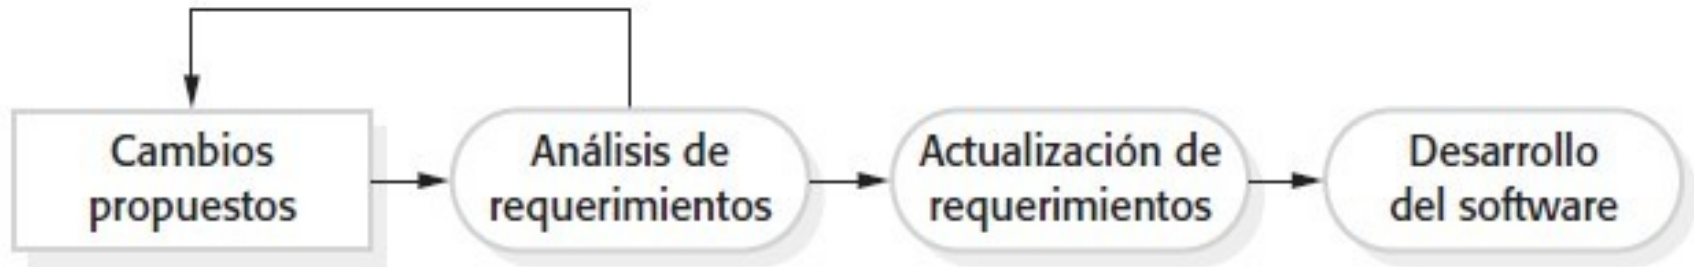 Cambios
propuestos
Análisis de
requerimientos
Actualización de
requerimientos
Desarrollo
del software